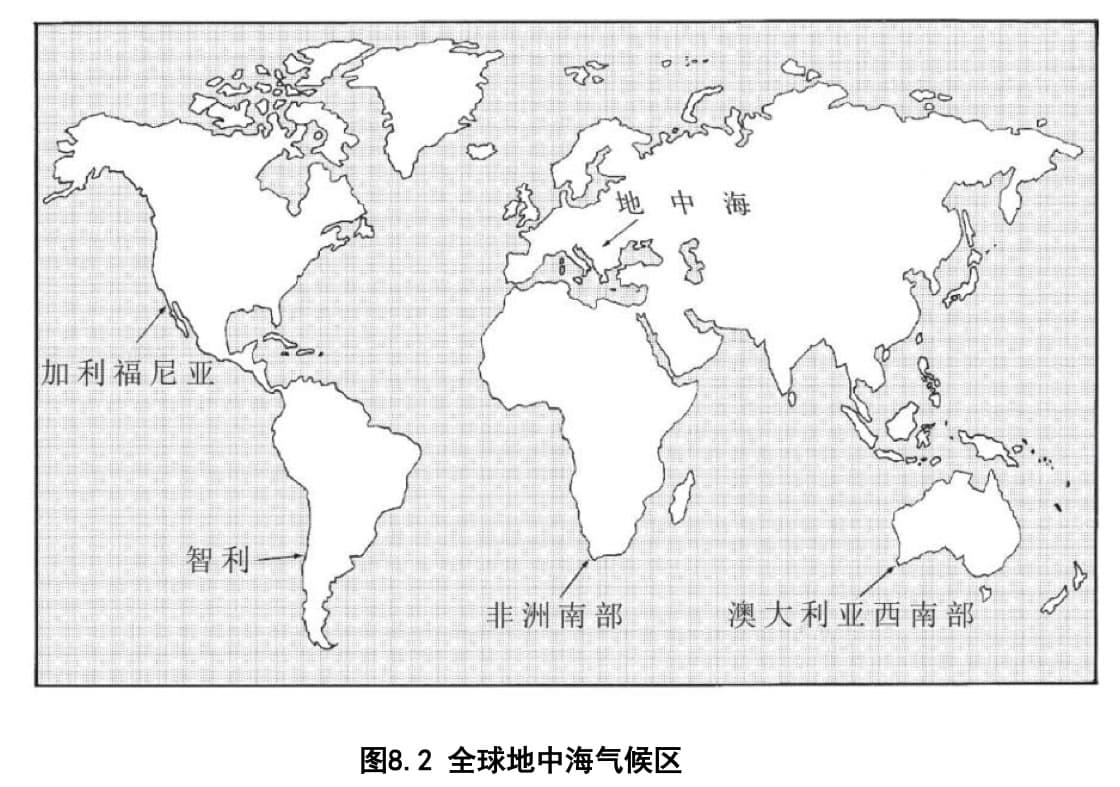 地中海
加利福尼亚
智利
非洲南部
澳大利亚西南部
图8.2 全球地中海气候区